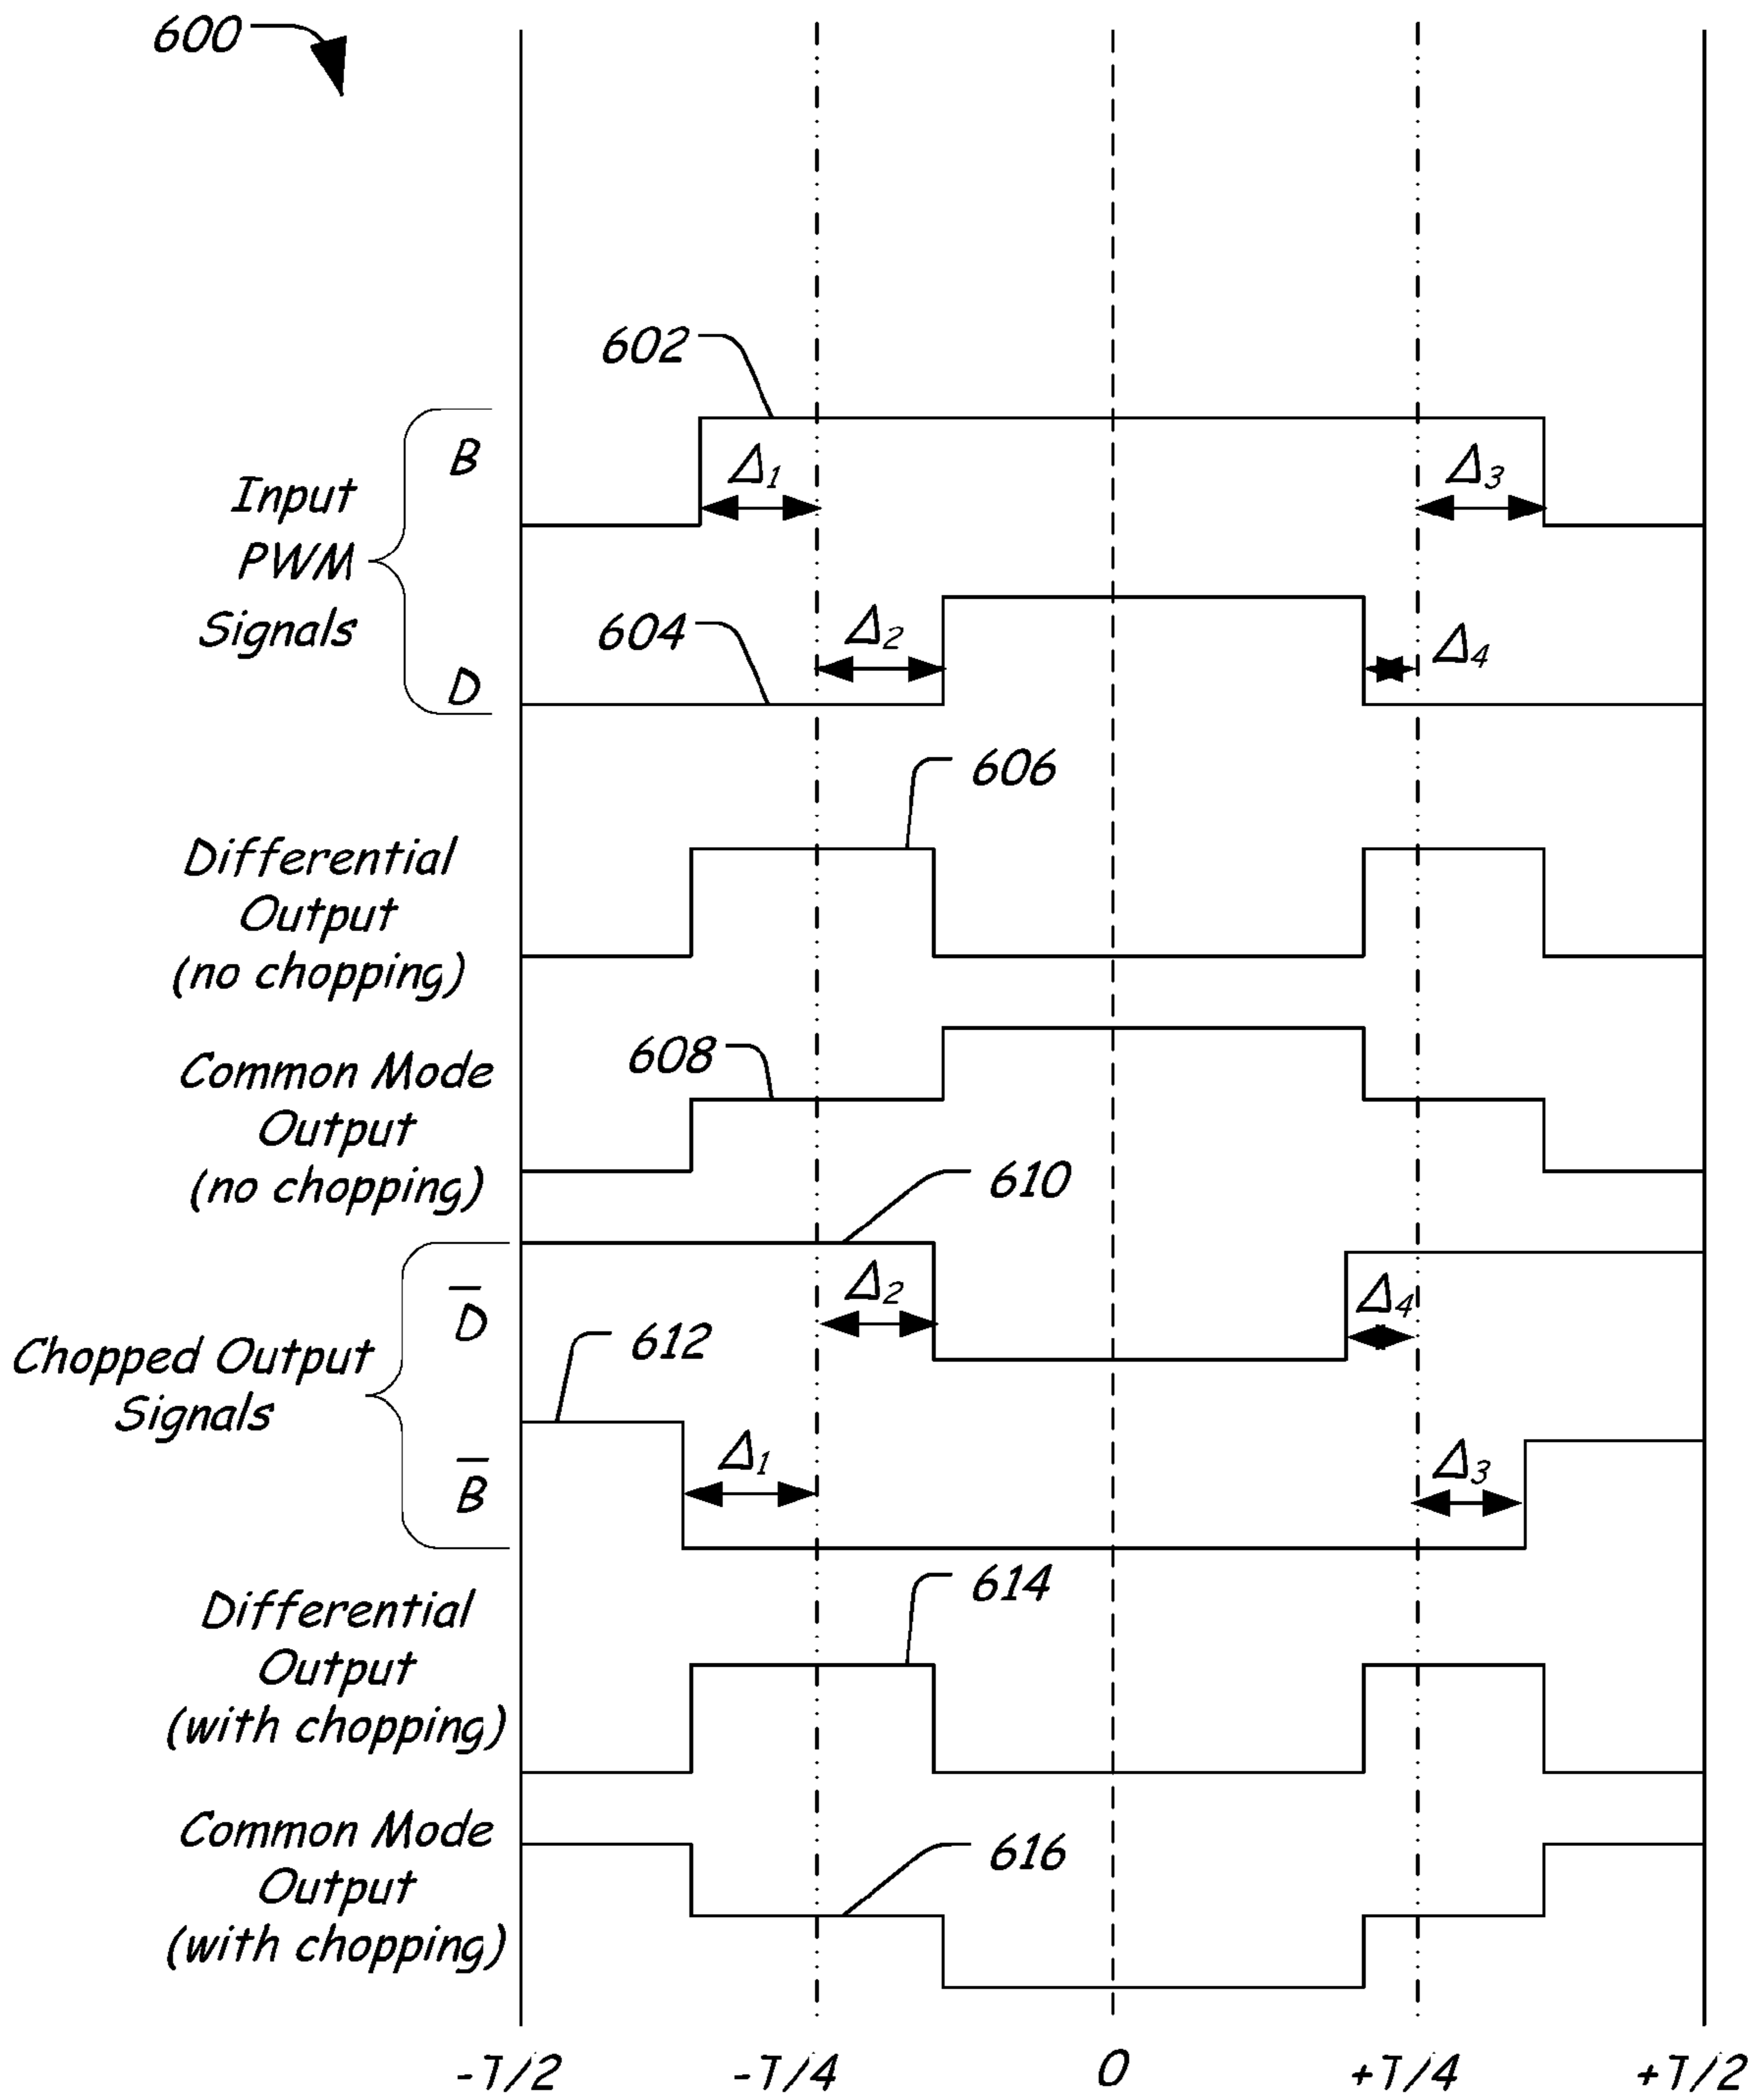 600
602
B
Δ1
Δ3
Input
PWM
Signals
604
Δ2
Δ4
D
606
Differential
Output
(no chopping)
608
Common Mode
Output
(no chopping)
610
D̅
Δ2
Δ4
612
Chopped Output
Signals
B̅
Δ1
Δ3
614
Differential
Output
(with chopping)
616
Common Mode
Output
(with chopping)
-T/2 -T/4 0 +T/4 +T/2